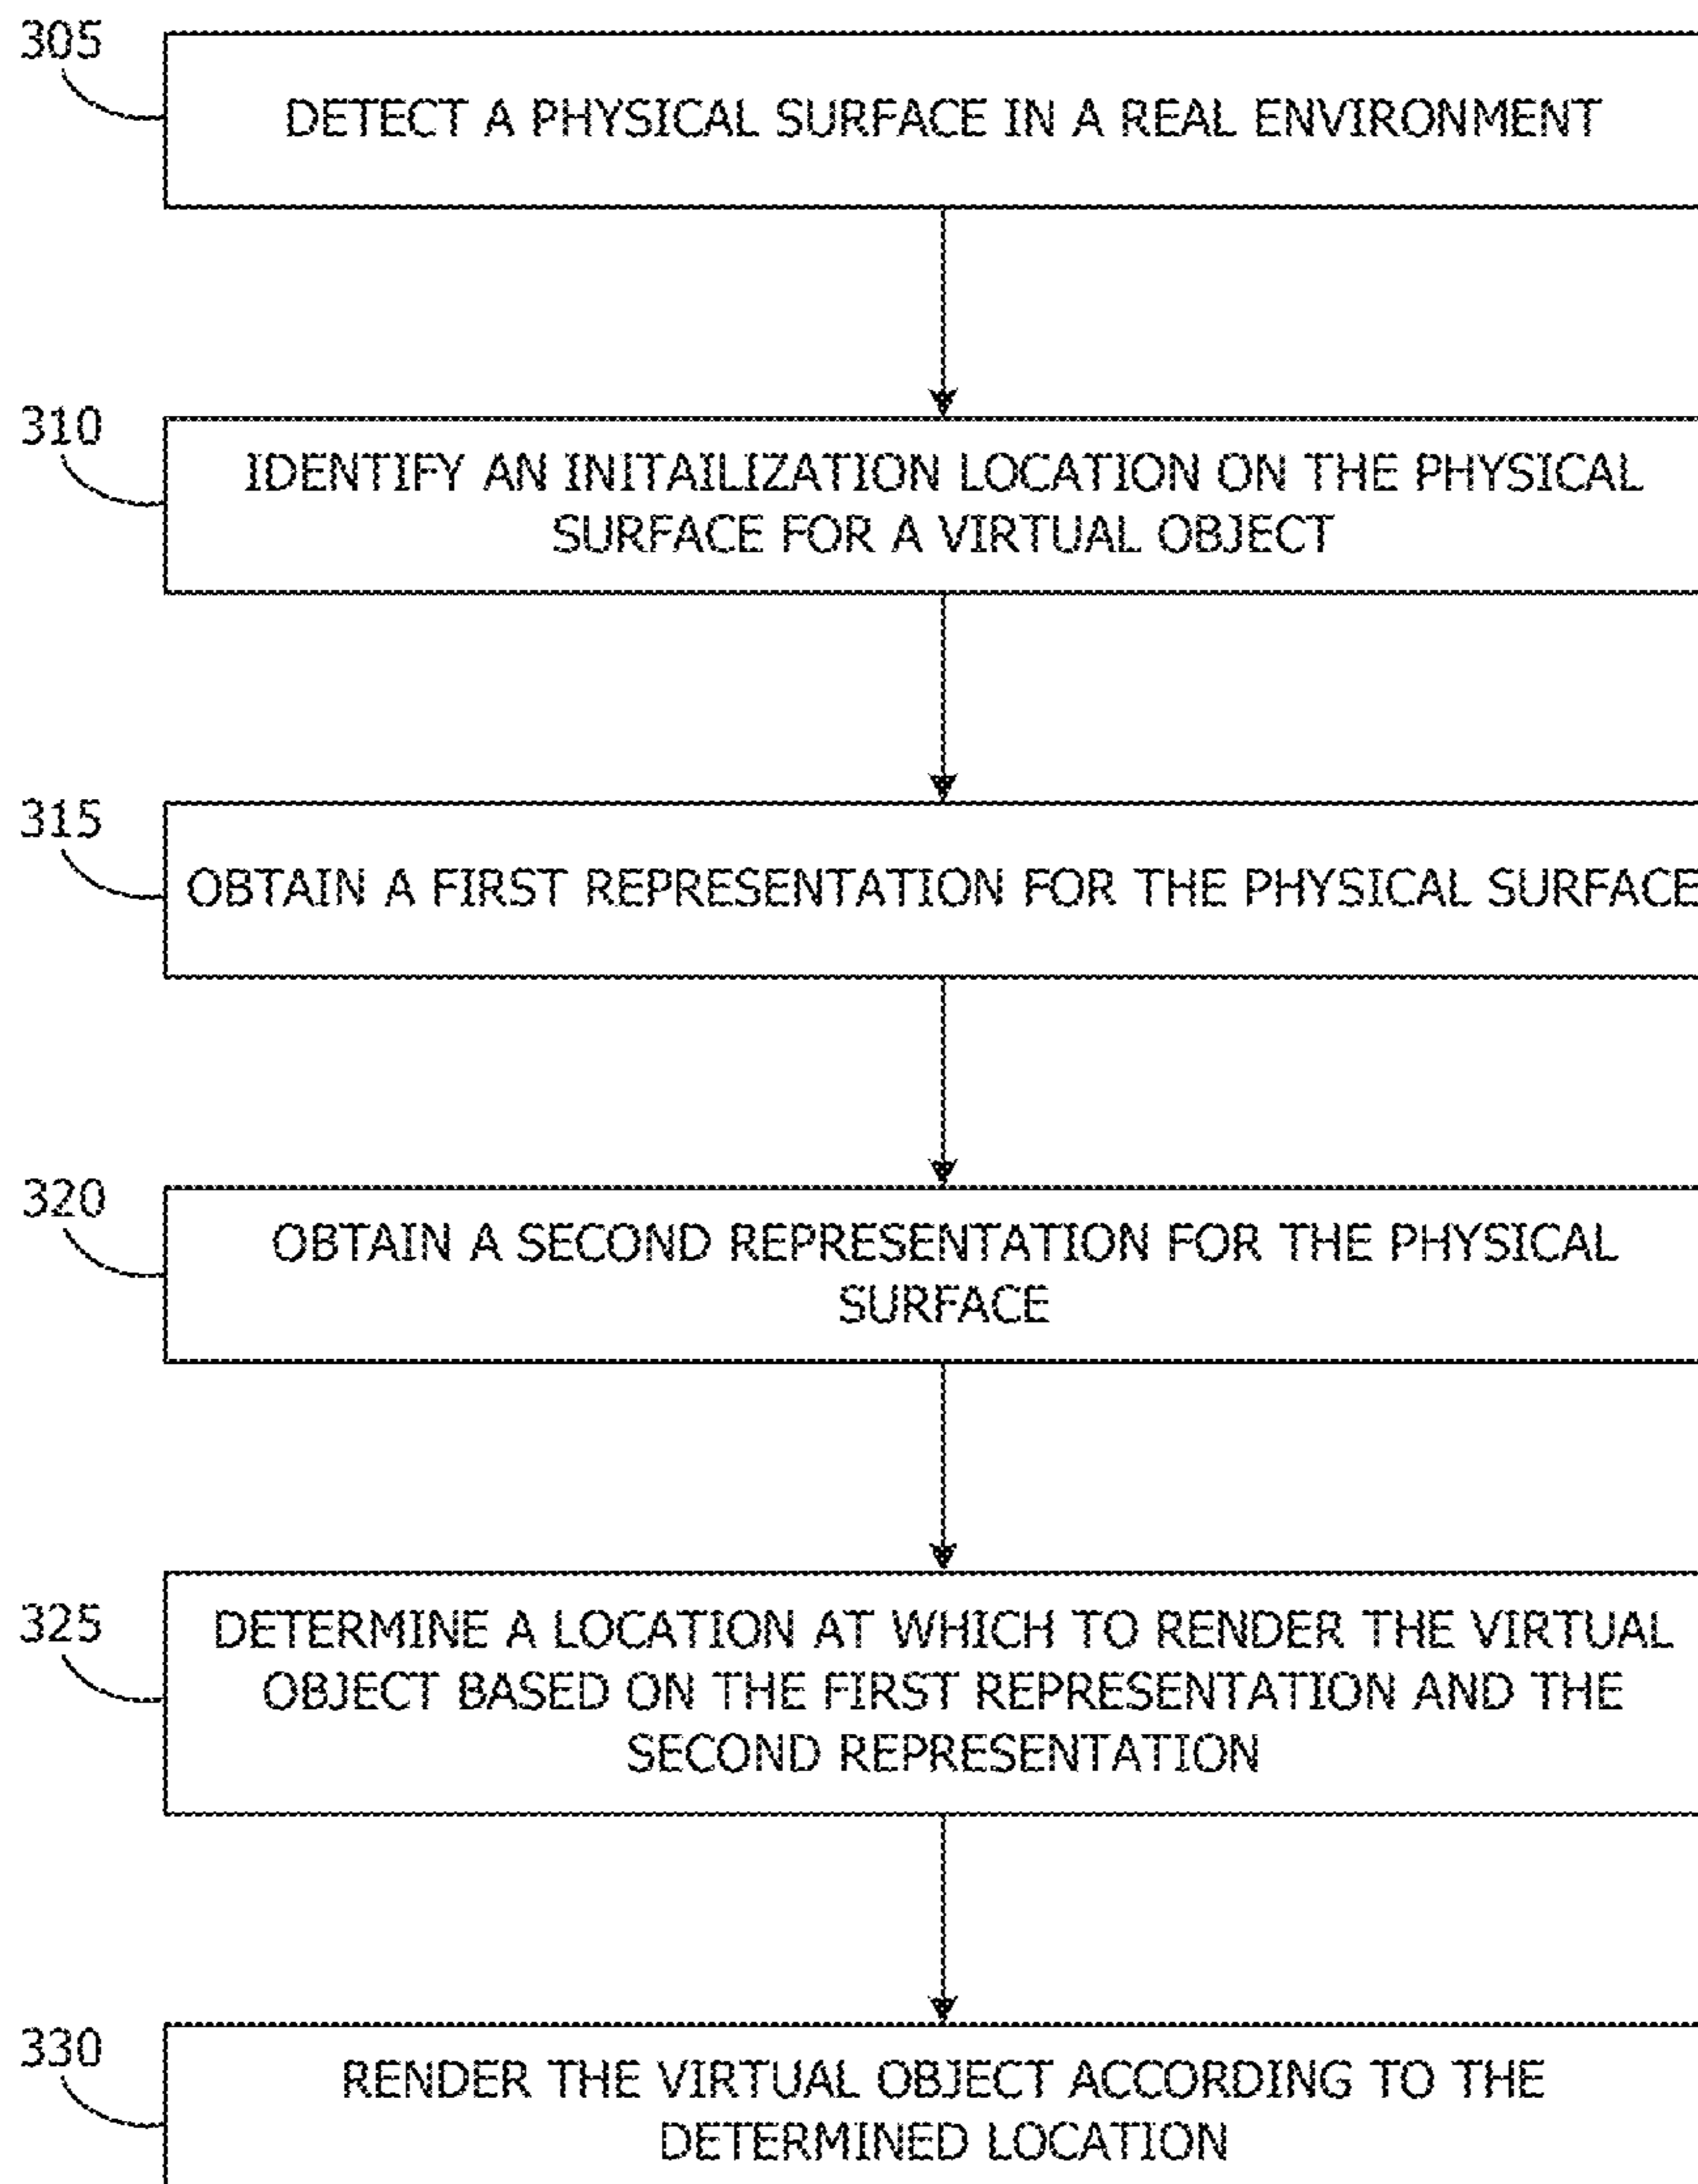 305
DETECT A PHYSICAL SURFACE IN A REAL ENVIRONMENT
310
IDENTIFY AN INITAILIZATION LOCATION ON THE PHYSICAL
SURFACE FOR A VIRTUAL OBJECT
315
OBTAIN A FIRST REPRESENTATION FOR THE PHYSICAL SURFACE
320
OBTAIN A SECOND REPRESENTATION FOR THE PHYSICAL
SURFACE
325
DETERMINE A LOCATION AT WHICH TO RENDER THE VIRTUAL
OBJECT BASED ON THE FIRST REPRESENTATION AND THE
SECOND REPRESENTATION
330
RENDER THE VIRTUAL OBJECT ACCORDING TO THE
DETERMINED LOCATION